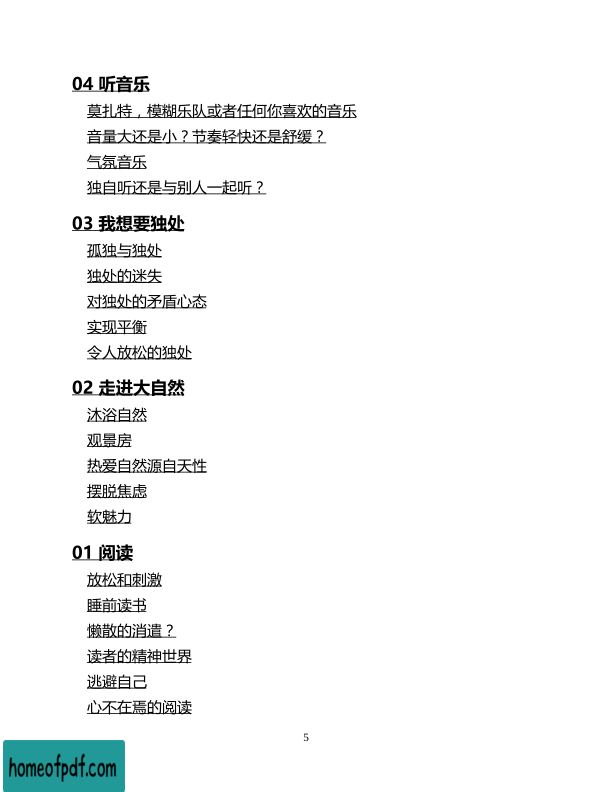 04 听音乐
莫扎特，模糊乐队或者任何你喜欢的音乐
音量大还是小？节奏轻快还是舒缓？
气氛音乐
独自听还是与别人一起听？
03 我想要独处
孤独与独处
独处的迷失
对独处的矛盾心态
实现平衡
令人放松的独处
02 走进大自然
沐浴自然
观景房
热爱自然源自天性
摆脱焦虑
软魅力
01 阅读
放松和刺激
睡前读书
懒散的消遣？
读者的精神世界
逃避自己
心不在焉的阅读
5
homeofpdf.com